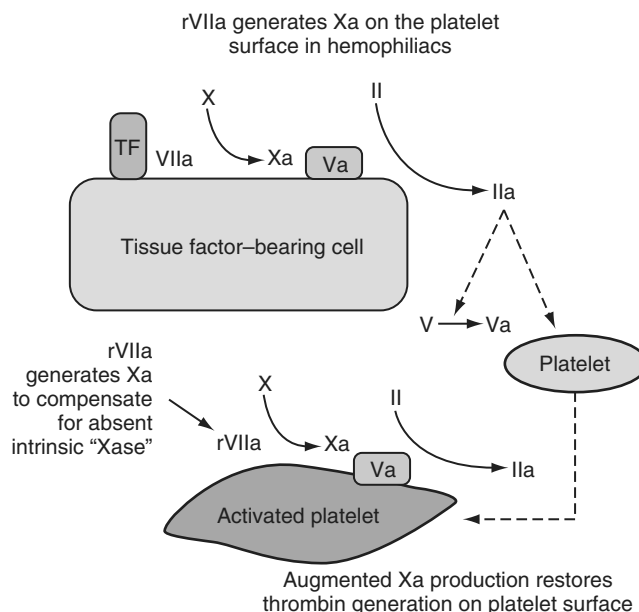 rVIIa generates Xa on the platelet
surface in hemophiliacs
X
II
TF
VIIa
Xa
Va
IIa
Tissue factor–bearing cell
V
Va
Platelet
rVIIa
generates Xa
to compensate
for absent
intrinsic “Xase”
X
II
rVIIa
Xa
Va
IIa
Activated platelet
Augmented Xa production restores
thrombin generation on platelet surface